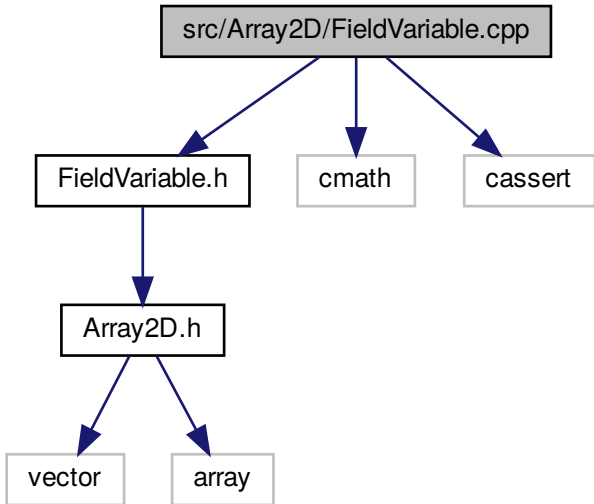 src/Array2D/FieldVariable.cpp
FieldVariable.h
cmath
cassert
Array2D.h
vector
array